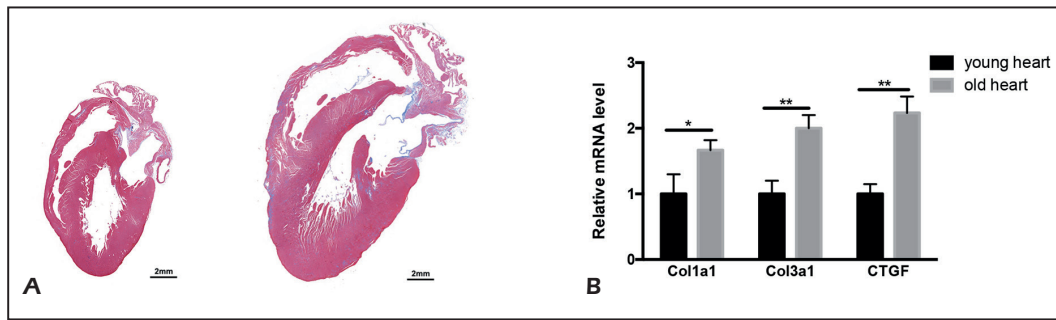 2mm
2mm
A
Relative mRNA level
3
2
1
0
*
**
**
Col1a1
Col3a1
CTGF
young heart
old heart
B